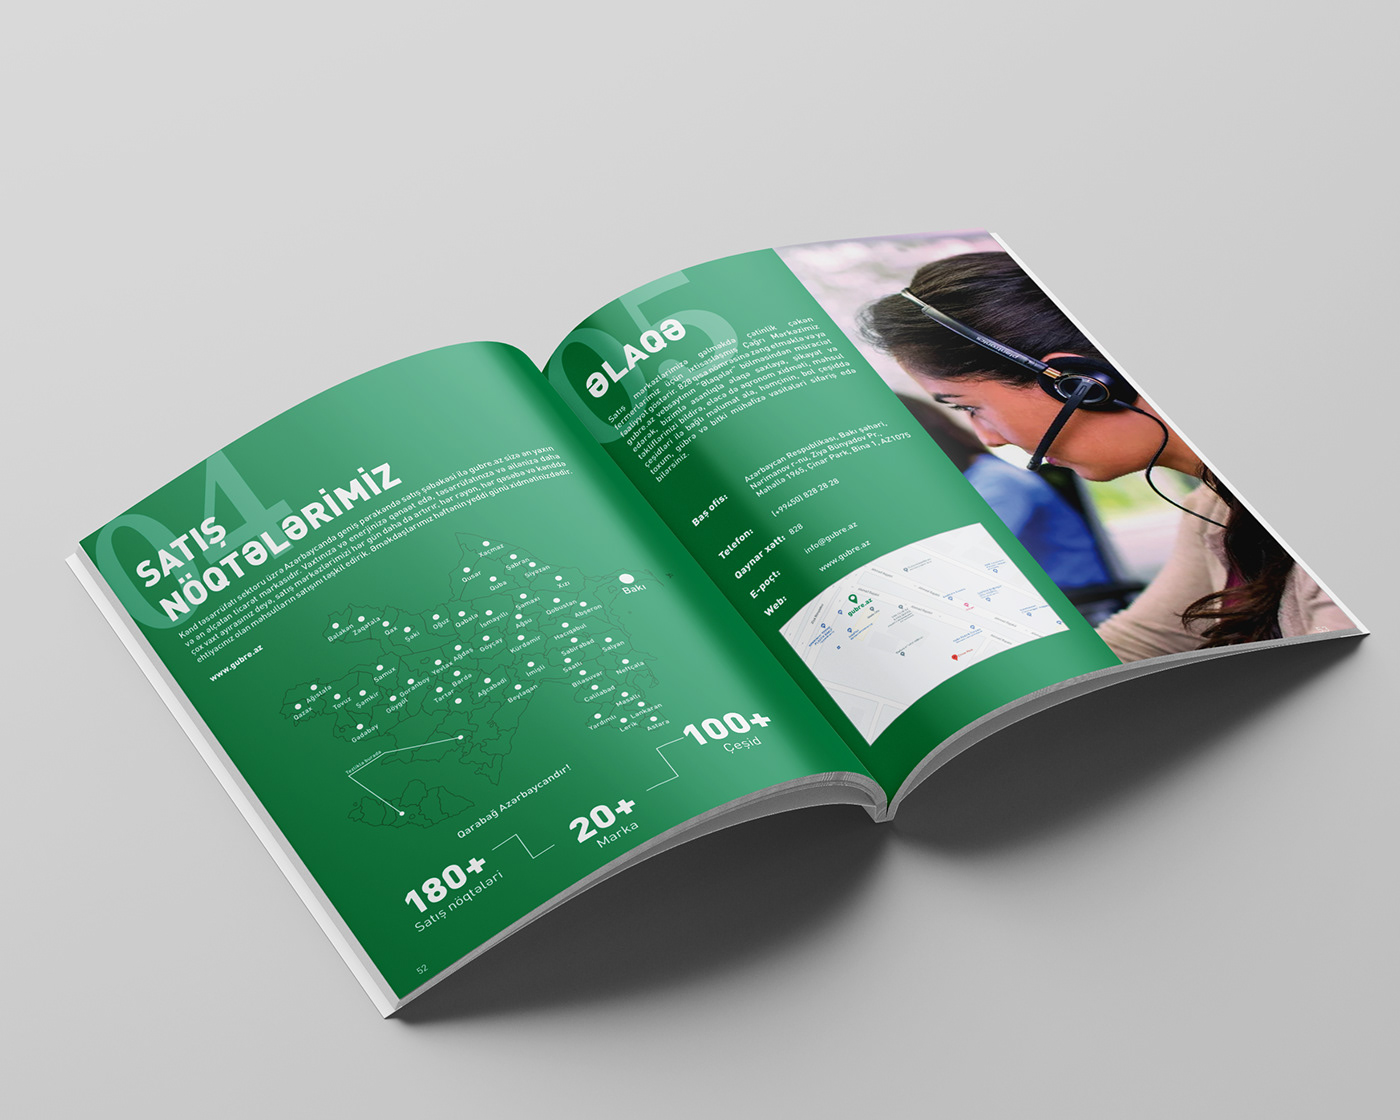 04
SATIŞ
NÖQTƏLƏRİMİZ
Kənd təsərrüfatı sektoru üzrə Azərbaycanda geniş pərakəndə satış şəbəkəsi ilə gubre.az sizə ən yaxın
və ən əlçatan ticarət markasıdır. Vaxtınıza və enerjinizə qənaət edə, təsərrüfatınıza və ailənizə daha
çox vaxt ayırasınız deyə, satış mərkəzlərimizi hər gün daha da artırır, hər rayon, hər qəsəbə və kənddə
ehtiyacınız olan məhsulların satışını təşkil edirik. Əməkdaşlarımız həftənin yeddi günü xidmətinizdədir.
www.gubre.az
Xaçmaz
Qusar
Sabran
Quba
Siyəzən
Xızı
Bakı
Balakən
Zaqatala
Qax
Şəki
Oğuz
Qəbələ
İsmayıllı
Şamaxı
Ağsu
Qobustan
Abşeron
Hacıqabul
Göyçay
Kürdəmir
Sabirabad
Şirvan
Salyan
Ağdaş
Yevlax
Samux
Goranboy
Göygöl
Şəmkir
Tovuz
Ağstafa
Qazax
Gədəbəy
Tərtər
Bərdə
Ağcabədi
Beyləqan
İmişli
Saatlı
Biləsuvar
Neftçala
Cəlilabad
Masallı
Yardımlı
Lənkəran
Lerik
Astara
Tezliklə Burada
Qarabağ Azərbaycandır!
180+
Satış nöqtələri
20+
Marka
100+
Çeşid
52
05
ƏLAQƏ
Satış mərkəzlərimizə gəlməkdə çətinlik çəkən
fermerlərimiz üçün ixtisaslaşmış Çağrı Mərkəzimiz
fəaliyyət göstərir. 828 qısa nömrəsinə zəng etməklə və ya
gubre.az vebsaytının "Əlaqələr" bölməsindən müraciət
edərək, bizimlə asanlıqla əlaqə saxlaya, şikayət və
təkliflərinizi bildirə, eləcə də aqronom xidməti, məhsul
çeşidləri ilə bağlı məlumat ala, həmçinin, bol çeşiddə
toxum, gübrə və bitki mühafizə vasitələri sifariş edə
bilərsiniz.
Baş ofis: Azərbaycan Respublikası, Bakı şəhəri,
Nərimanov r-nu, Ziya Bünyadov Pr.,
Məhəllə 1965, Çinar Park, Bina 1, AZ1075
Telefon: (+99450) 828 28 28
Qaynar xətt: 828
E-poçt: info@gubre.az
Web: www.gubre.az
gubre.az